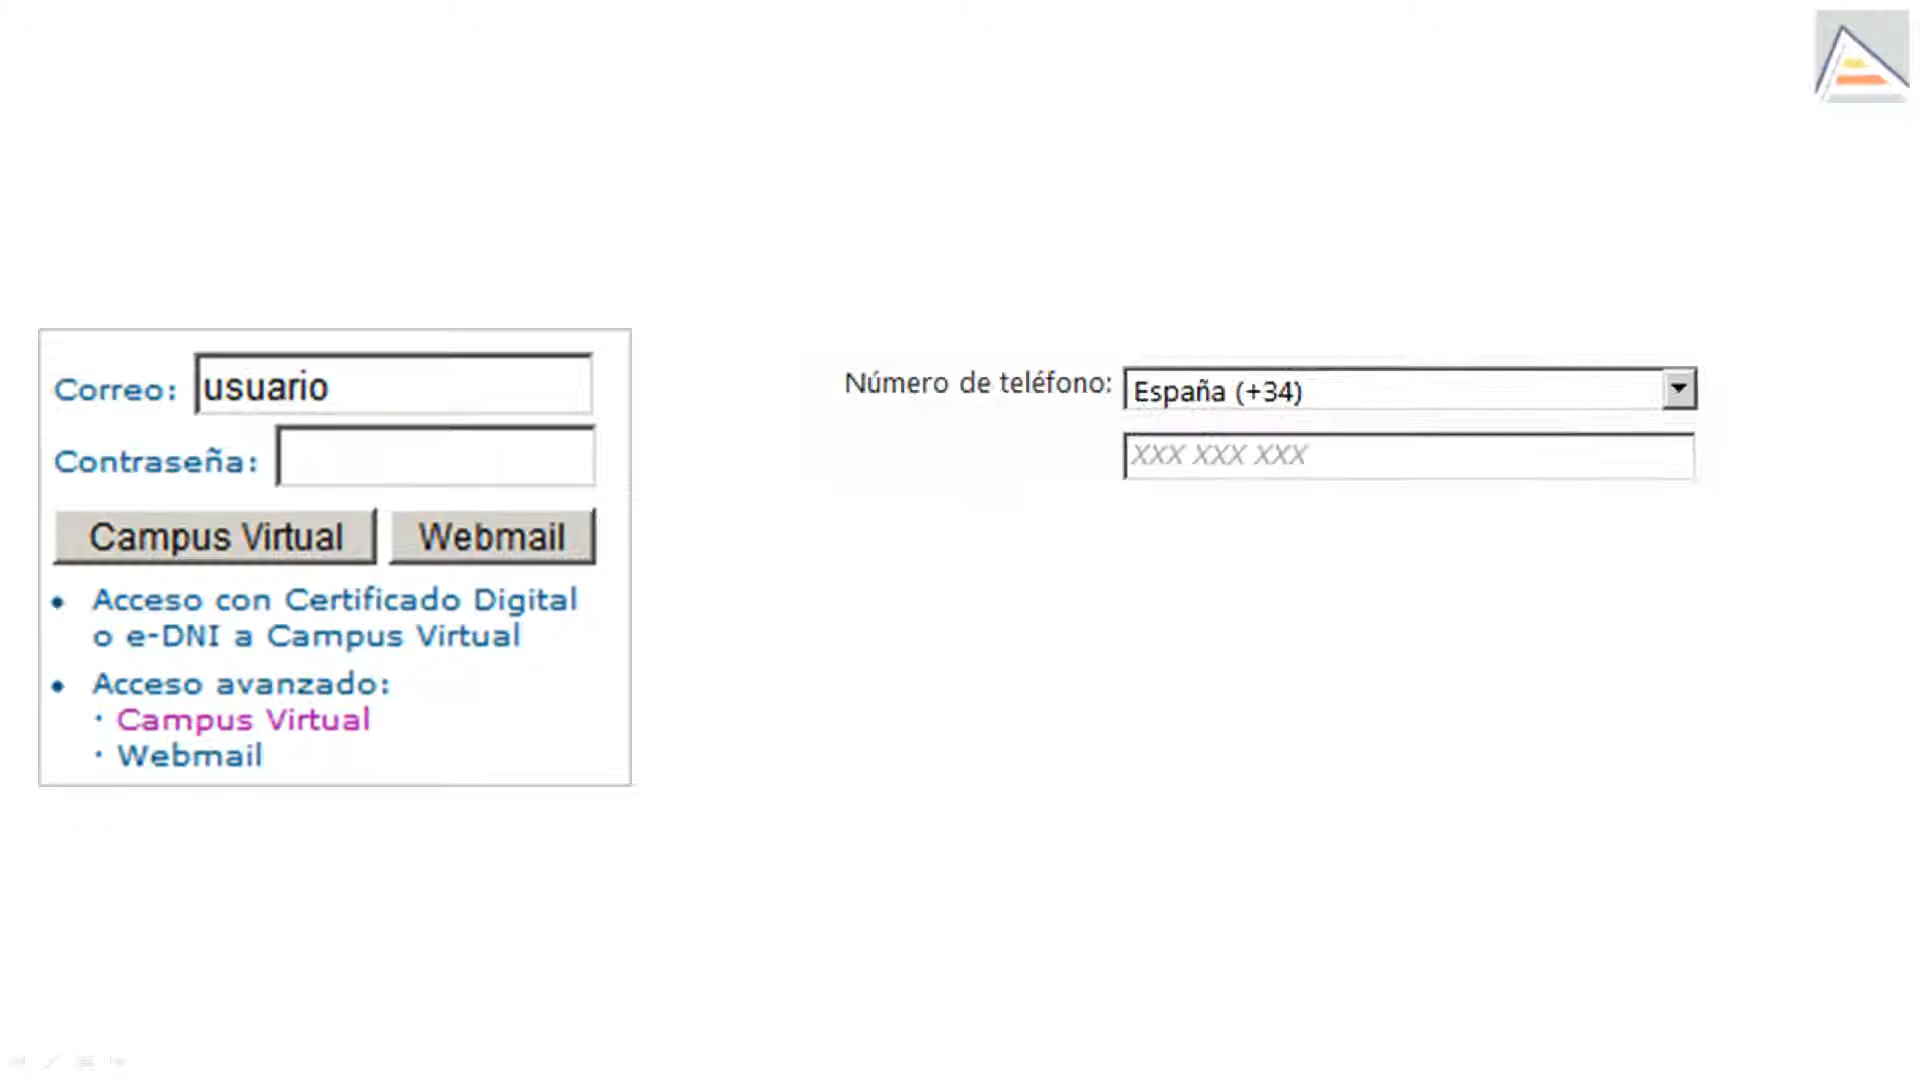 Correo: usuario
Contraseña:
Campus Virtual Webmail
• Acceso con Certificado Digital
o e-DNI a Campus Virtual
• Acceso avanzado:
· Campus Virtual
· Webmail
Número de teléfono: España (+34)
XXX XXX XXX